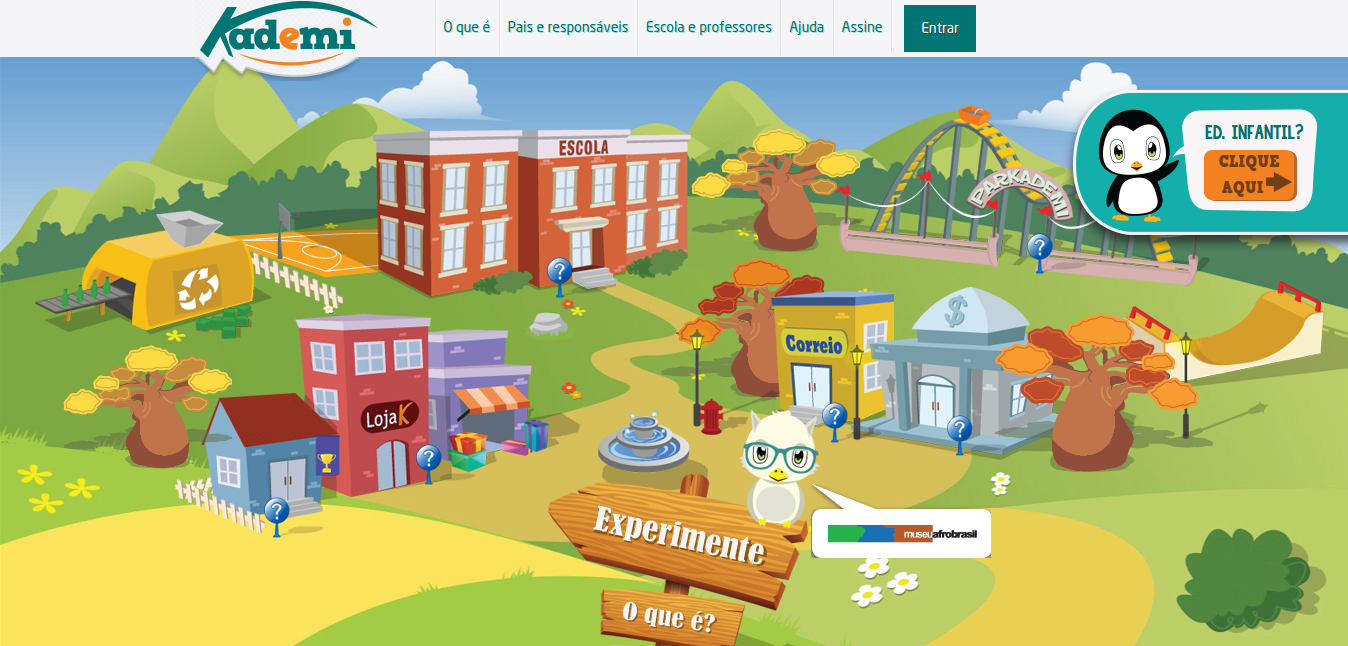 Kademi
O que é
Pais e responsáveis
Escola e professores
Ajuda
Assine
Entrar
ED. INFANTIL?
CLIQUE
AQUI
ESCOLA
PARKADEMI
?
?
$
Correio
LojaK
?
?
?
?
Experimente
museuafrobrasil
O que é?